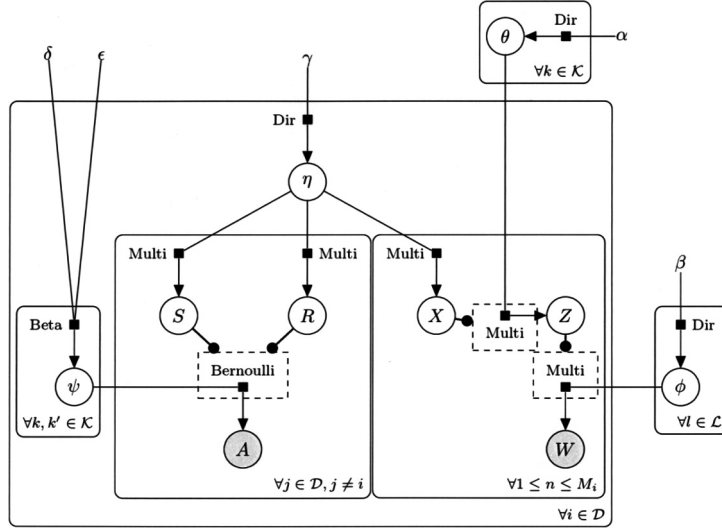 θ
Dir
α
∀k ∈ 𝒦
δ
ϵ
γ
Dir
η
Multi
Multi
Multi
β
S
R
X
Multi
Z
Beta
Dir
Bernoulli
Multi
ψ
ϕ
∀k, k′ ∈ 𝒦
∀l ∈ ℒ
A
W
∀j ∈ 𝒟, j ≠ i
∀1 ≤ n ≤ Mᵢ
∀i ∈ 𝒟